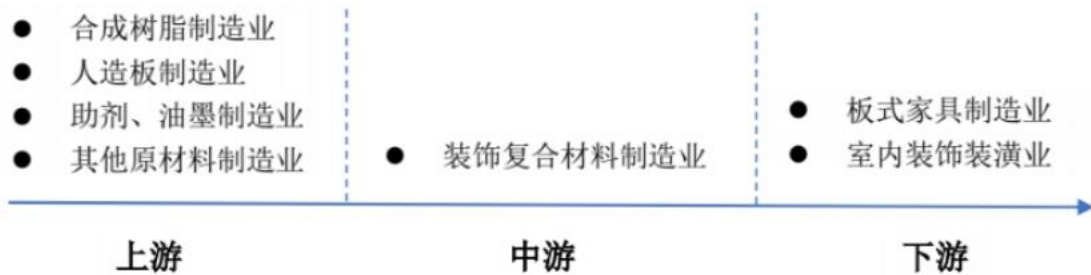 ● 合成树脂制造业
● 人造板制造业
● 助剂、油墨制造业
● 其他原材料制造业
● 装饰复合材料制造业
● 板式家具制造业
● 室内装饰装潢业
上游
中游
下游